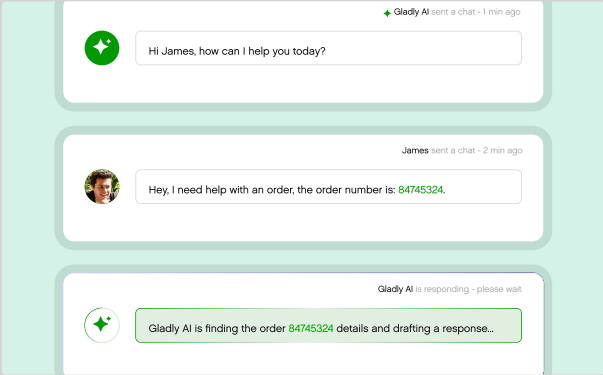 Gladly AI sent a chat - 1 min ago
Hi James, how can I help you today?
James sent a chat - 2 min ago
Hey, I need help with an order, the order number is: 84745324.
Gladly AI is responding - please wait
Gladly AI is finding the order 84745324 details and drafting a response...